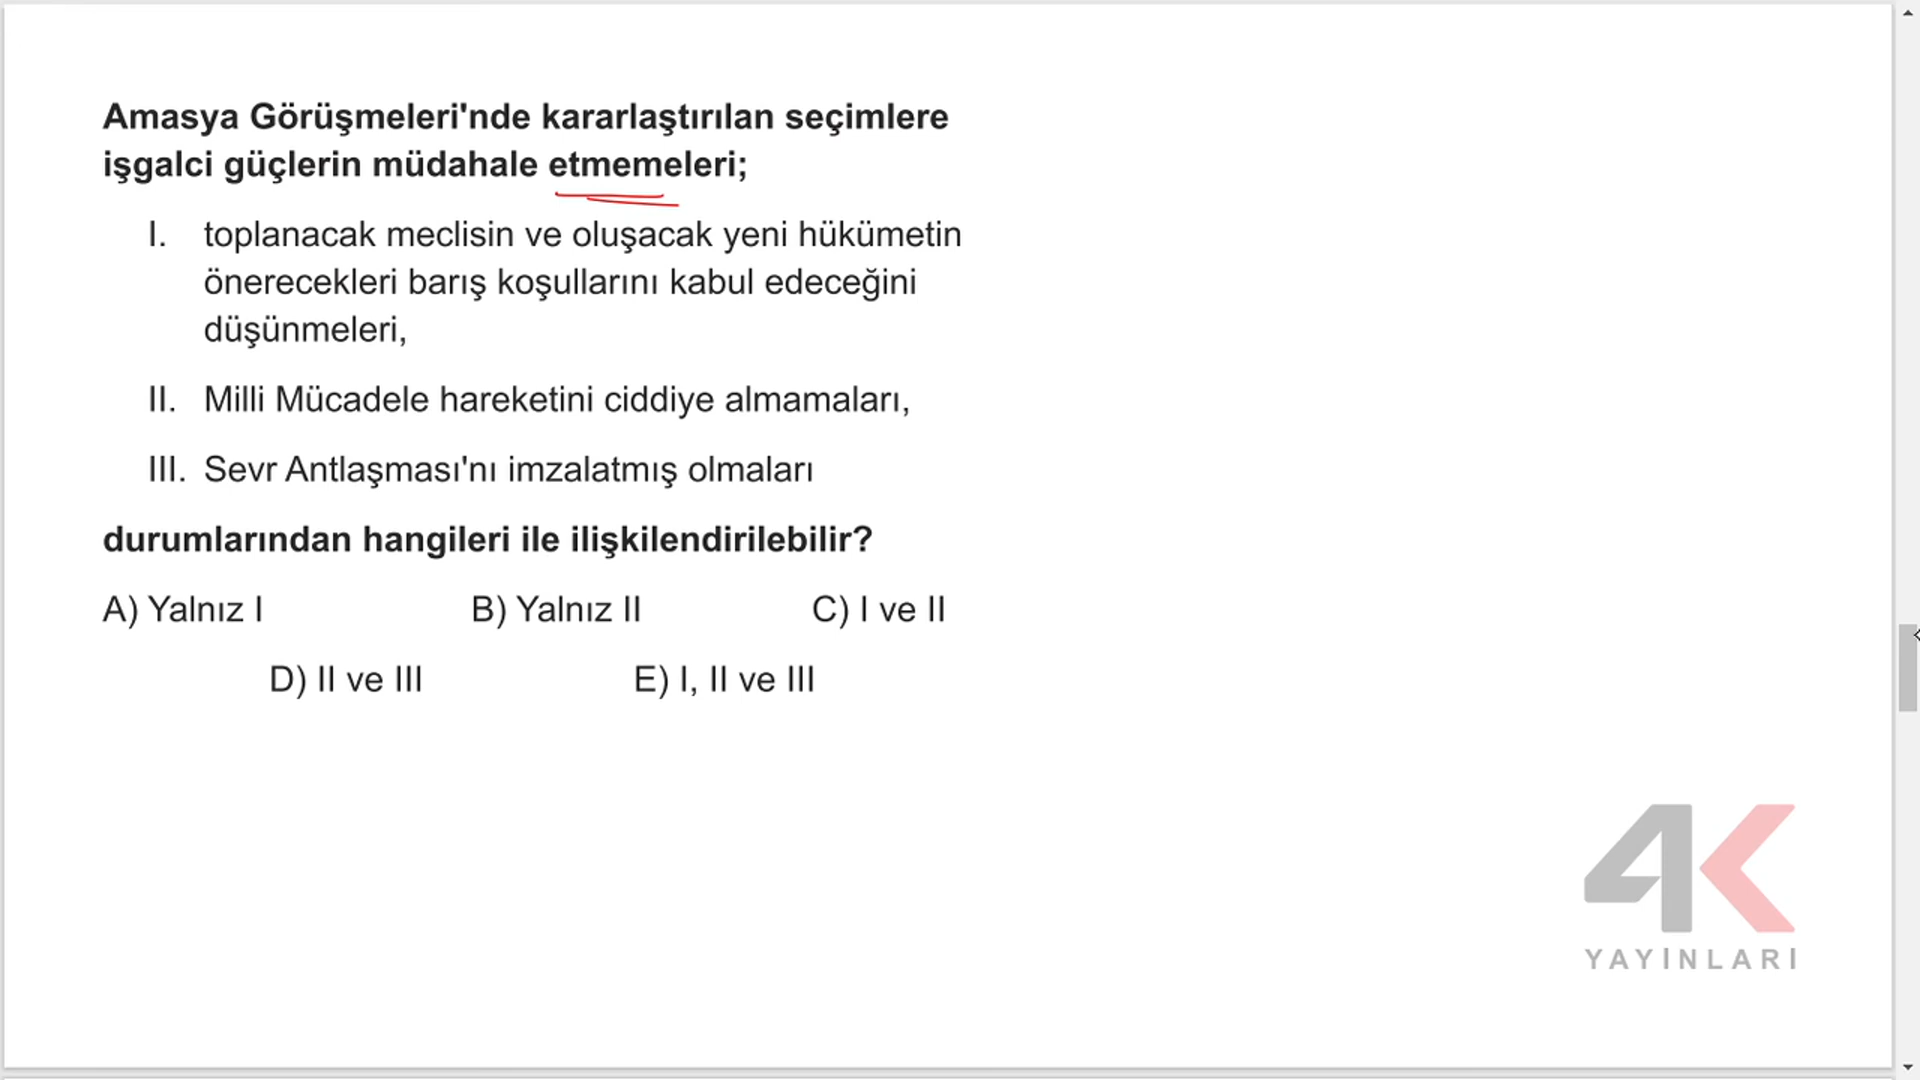 Amasya Görüşmeleri'nde kararlaştırılan seçimlere
işgalci güçlerin müdahale etmemeleri;
I. toplanacak meclisin ve oluşacak yeni hükümetin
önerecekleri barış koşullarını kabul edeceğini
düşünmeleri,
II. Milli Mücadele hareketini ciddiye almamaları,
III. Sevr Antlaşması'nı imzalatmış olmaları
durumlarından hangileri ile ilişkilendirilebilir?
A) Yalnız I B) Yalnız II C) I ve II
D) II ve III E) I, II ve III
4K
YAYİNLARİ